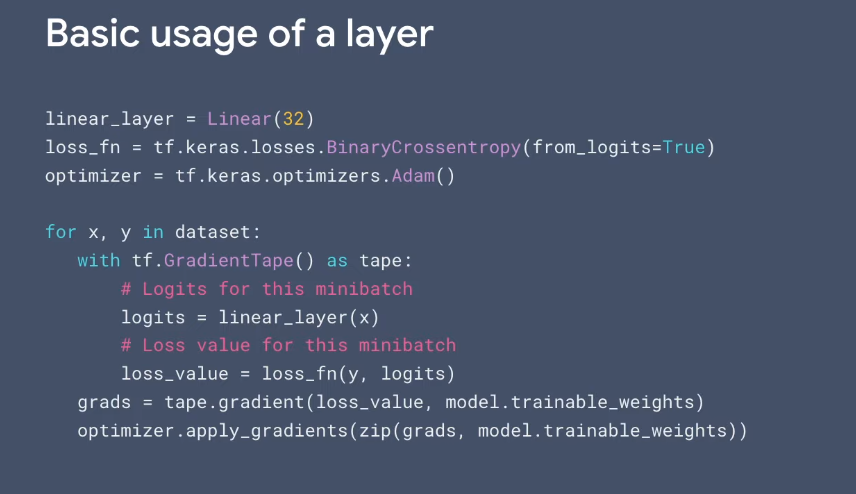 Basic usage of a layer
linear_layer = Linear(32)
loss_fn = tf.keras.losses.BinaryCrossentropy(from_logits=True)
optimizer = tf.keras.optimizers.Adam()
for x, y in dataset:
with tf.GradientTape() as tape:
# Logits for this minibatch
logits = linear_layer(x)
# Loss value for this minibatch
loss_value = loss_fn(y, logits)
grads = tape.gradient(loss_value, model.trainable_weights)
optimizer.apply_gradients(zip(grads, model.trainable_weights))